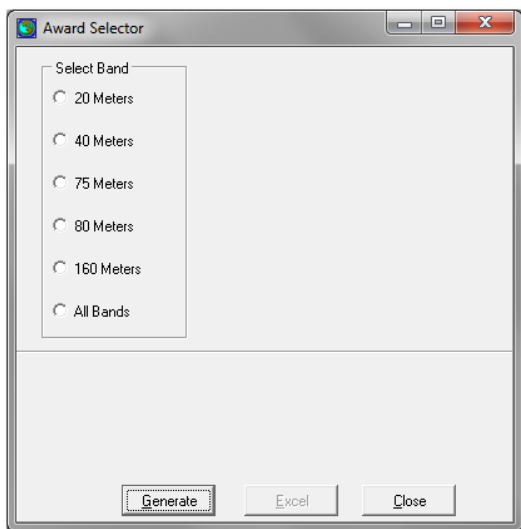 Award Selector
Select Band
20 Meters
40 Meters
75 Meters
80 Meters
160 Meters
All Bands
Generate Excel Close